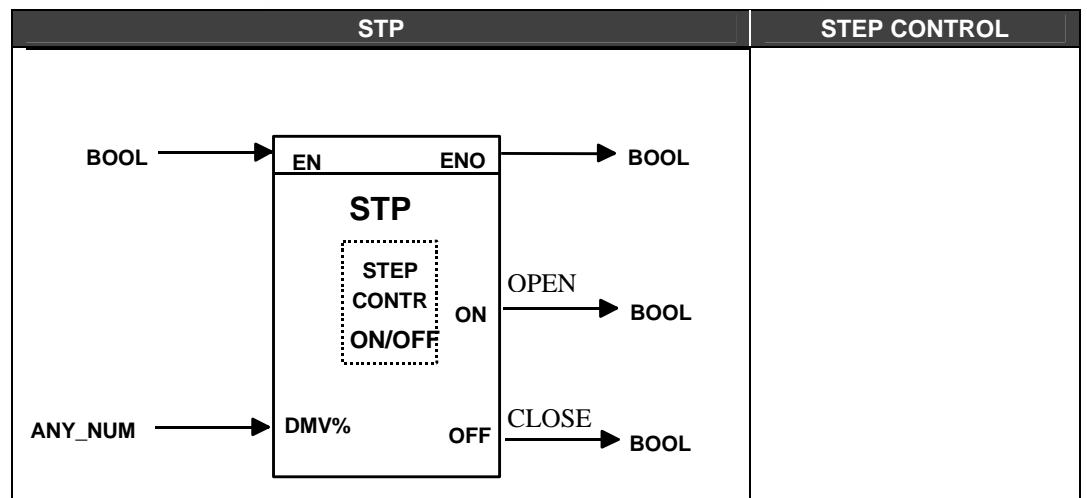 STP STEP CONTROL
BOOL EN ENO BOOL
STP
STEP
CONTR
ON/OFF
OPEN
ON BOOL
ANY_NUM DMV% CLOSE
OFF BOOL